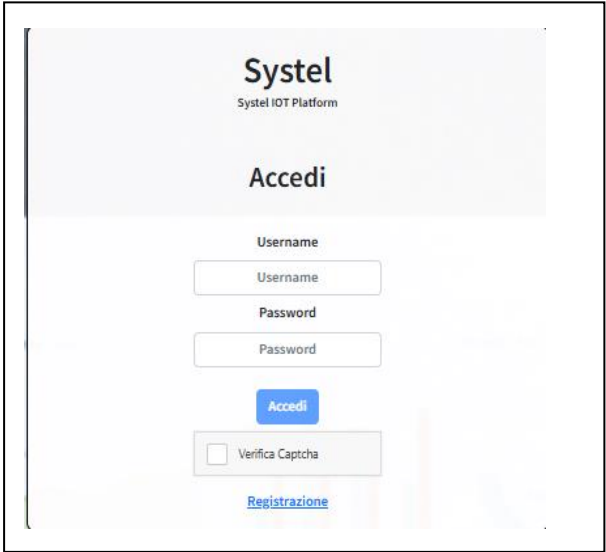 Systel
Systel IOT Platform
Accedi
Username
Username
Password
Password
Accedi
Verifica Captcha
Registrazione